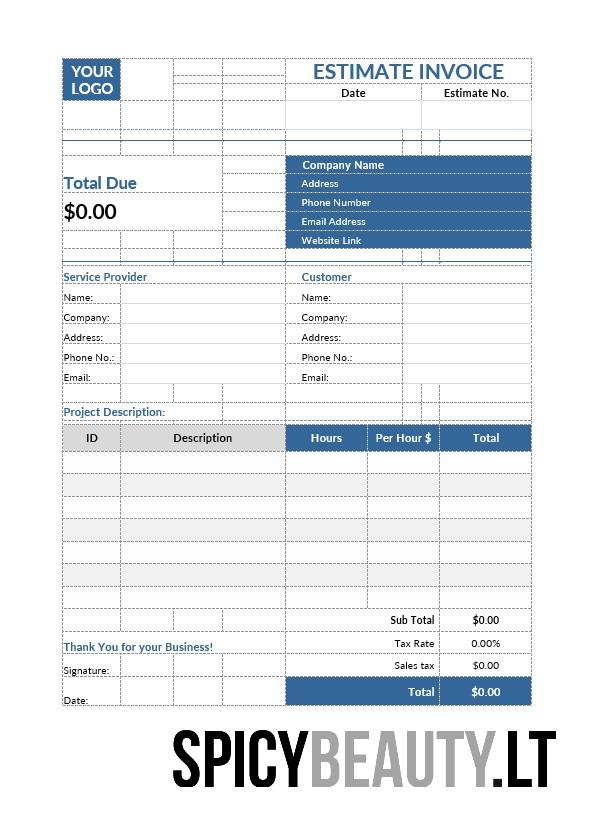 YOUR
LOGO
ESTIMATE INVOICE
Date Estimate No.
Total Due
$0.00
Company Name
Address
Phone Number
Email Address
Website Link
Service Provider Customer
Name: Name:
Company: Company:
Address: Address:
Phone No.: Phone No.:
Email: Email:
Project Description:
ID Description Hours Per Hour $ Total
Sub Total $0.00
Tax Rate 0.00%
Thank You for your Business!
Sales tax $0.00
Signature:
Total $0.00
Date:
SPICYBEAUTY.LT